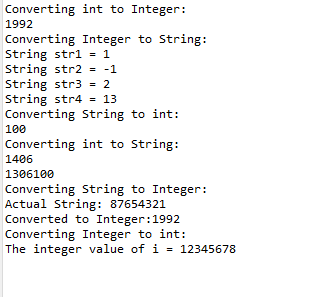 Converting int to Integer:
1992
Converting Integer to String:
String str1 = 1
String str2 = -1
String str3 = 2
String str4 = 13
Converting String to int:
100
Converting int to String:
1406
1306100
Converting String to Integer:
Actual String: 87654321
Converted to Integer:1992
Converting Integer to int:
The integer value of i = 12345678